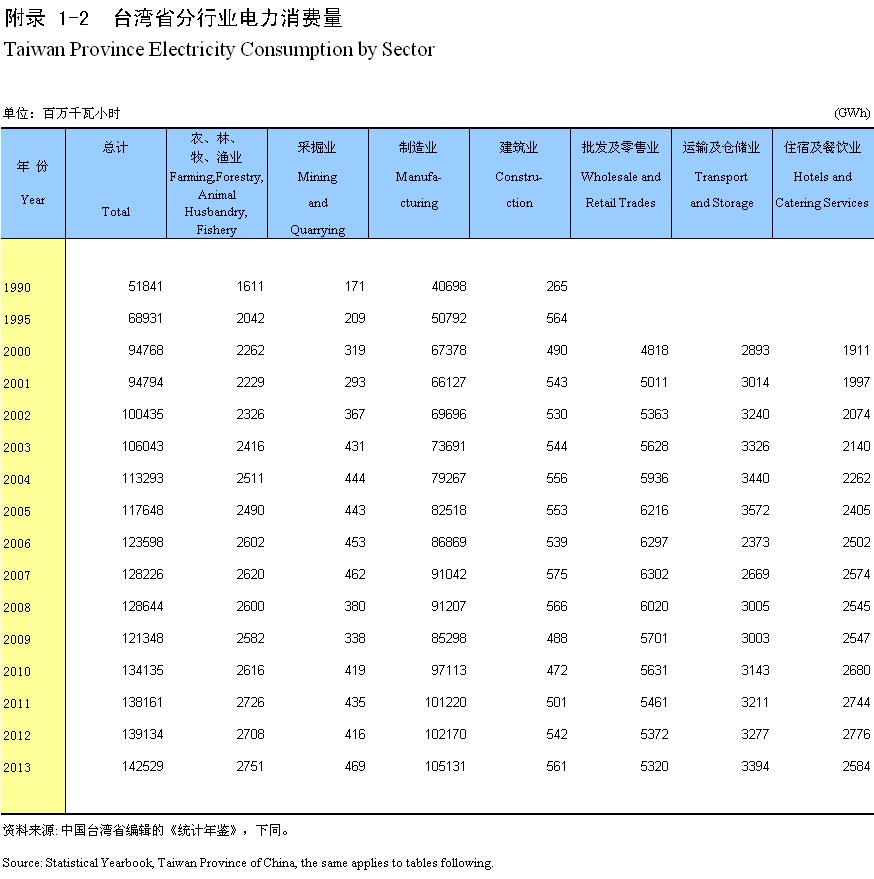 附录 1-2 台湾省分行业电力消费量
Taiwan Province Electricity Consumption by Sector
单位：百万千瓦小时 (GWh)
年 份 Year
总计 Total
农、林、
牧、渔业
Farming,Forestry,
Animal
Husbandry,
Fishery
采掘业
Mining
and
Quarrying
制造业
Manufa-
cturing
建筑业
Constru-
ction
批发及零售业
Wholesale and
Retail Trades
运输及仓储业
Transport
and Storage
住宿及餐饮业
Hotels and
Catering Services
1990 51841 1611 171 40698 265
1995 68931 2042 209 50792 564
2000 94768 2262 319 67378 490 4818 2893 1911
2001 94794 2229 293 66127 543 5011 3014 1997
2002 100435 2326 367 69696 530 5363 3240 2074
2003 106043 2416 431 73691 544 5628 3326 2140
2004 113293 2511 444 79267 556 5936 3440 2262
2005 117648 2490 443 82518 553 6216 3572 2405
2006 123598 2602 453 86869 539 6297 2373 2502
2007 128226 2620 462 91042 575 6302 2669 2574
2008 128644 2600 380 91207 566 6020 3005 2545
2009 121348 2582 338 85298 488 5701 3003 2547
2010 134135 2616 419 97113 472 5631 3143 2680
2011 138161 2726 435 101220 501 5461 3211 2744
2012 139134 2708 416 102170 542 5372 3277 2776
2013 142529 2751 469 105131 561 5320 3394 2584
资料来源: 中国台湾省编辑的《统计年鉴》，下同。
Source: Statistical Yearbook, Taiwan Province of China, the same applies to tables following.